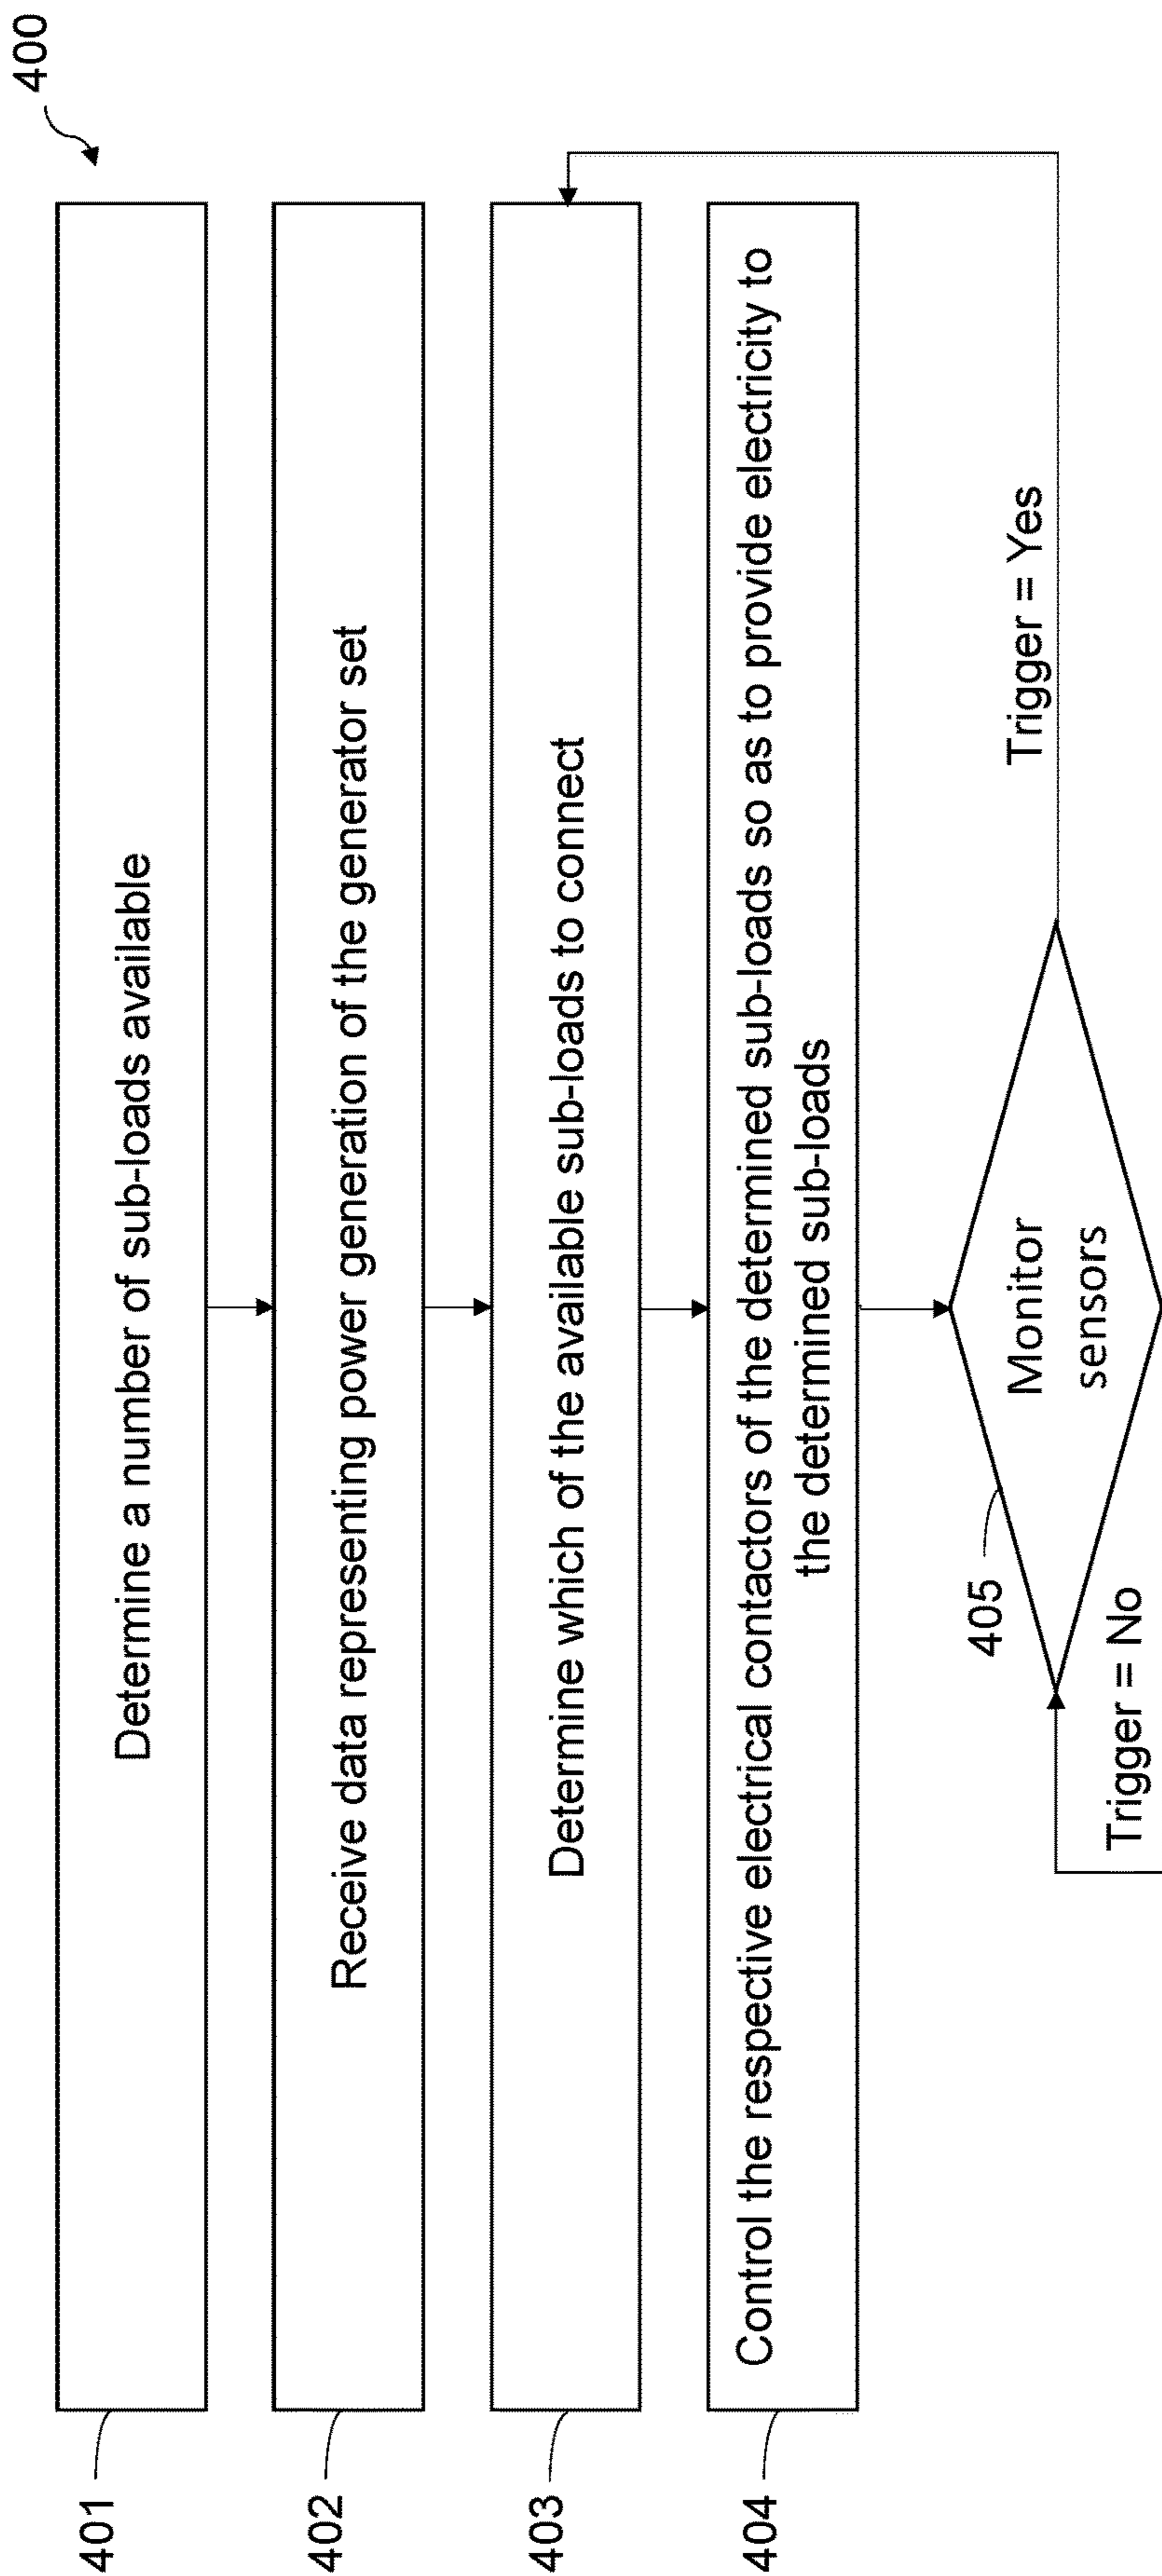 400
401
Determine a number of sub-loads available
402
Receive data representing power generation of the generator set
403
Determine which of the available sub-loads to connect
404
Control the respective electrical contactors of the determined sub-loads so as to provide electricity to
the determined sub-loads
405
Monitor
sensors
Trigger = Yes
Trigger = No